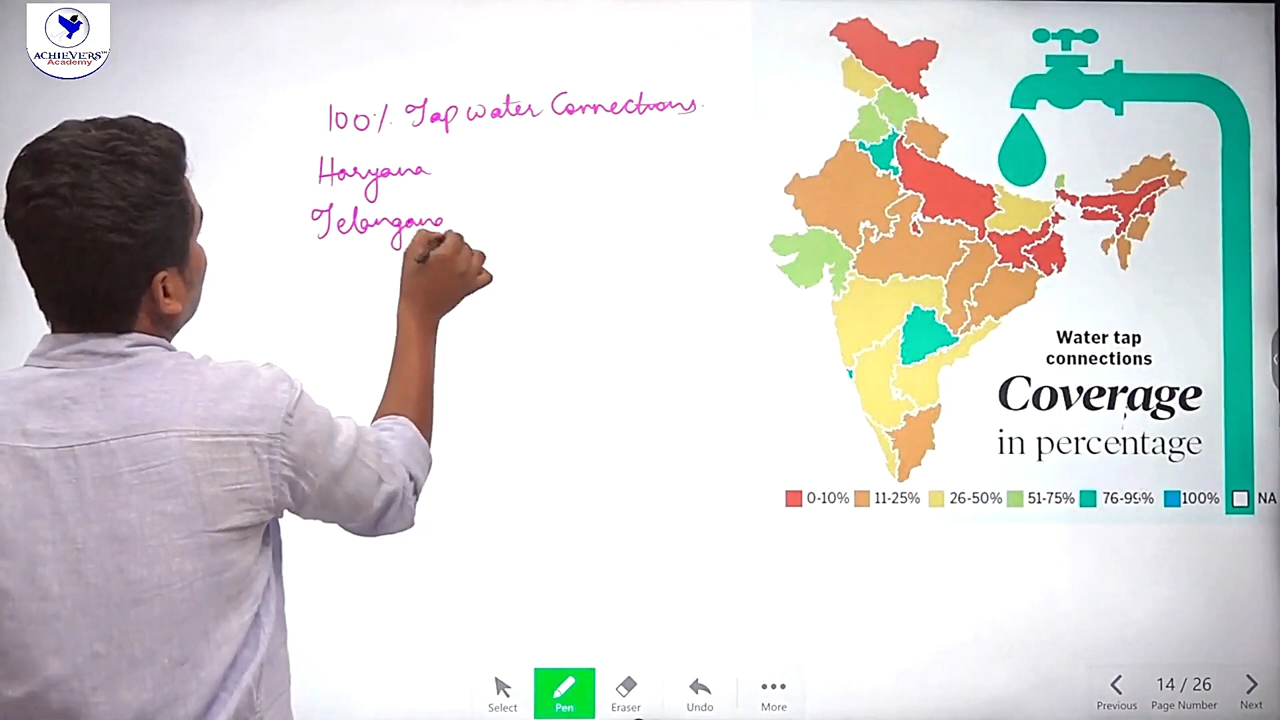 ACHIEVERS™
Academy
100% Tap water Connections.
Haryana
Telangana
Water tap
connections
Coverage
in percentage
0-10% 11-25% 26-50% 51-75% 76-99% 100% NA
Select
Pen
Eraser
Undo
More
Previous
14 / 26
Page Number
Next